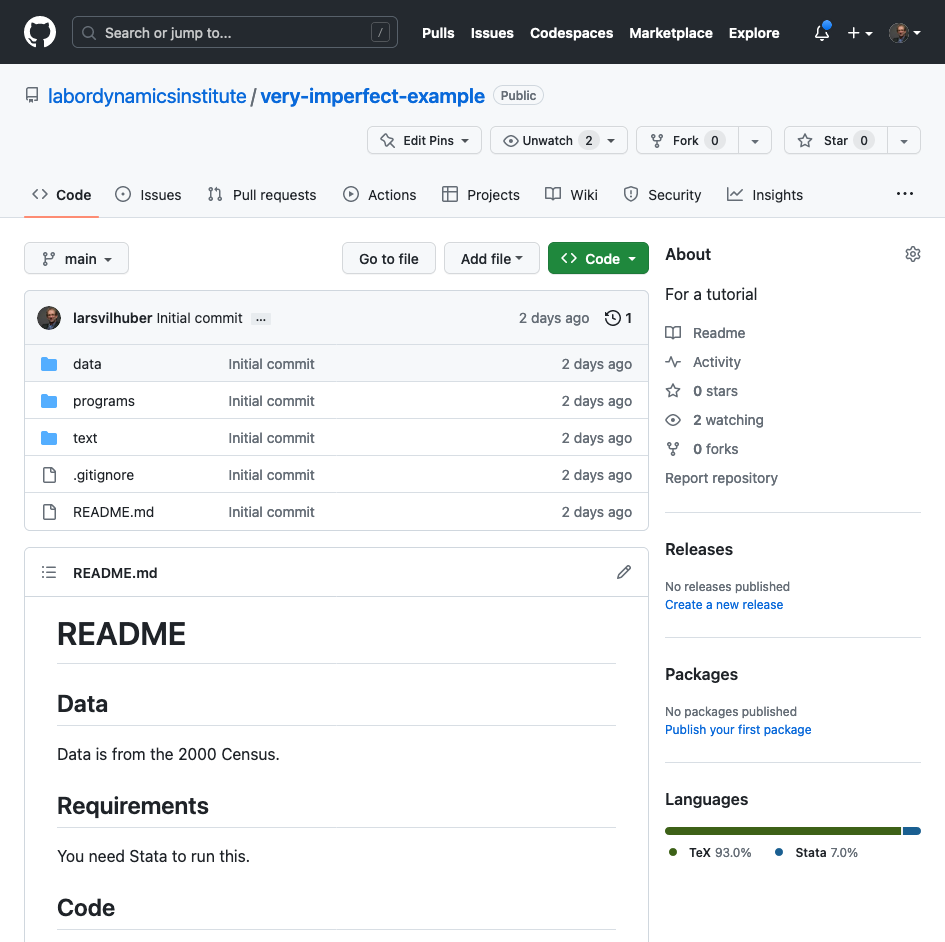 Search or jump to... / Pulls Issues Codespaces Marketplace Explore
labordynamicsinstitute / very-imperfect-example Public
Edit Pins Unwatch 2 Fork 0 Star 0
Code Issues Pull requests Actions Projects Wiki Security Insights ...
main Go to file Add file Code
larsvilhuber Initial commit ... 2 days ago 1
data Initial commit 2 days ago
programs Initial commit 2 days ago
text Initial commit 2 days ago
.gitignore Initial commit 2 days ago
README.md Initial commit 2 days ago
README.md
README
Data
Data is from the 2000 Census.
Requirements
You need Stata to run this.
Code
About
For a tutorial
Readme
Activity
0 stars
2 watching
0 forks
Report repository
Releases
No releases published
Create a new release
Packages
No packages published
Publish your first package
Languages
TeX 93.0% Stata 7.0%